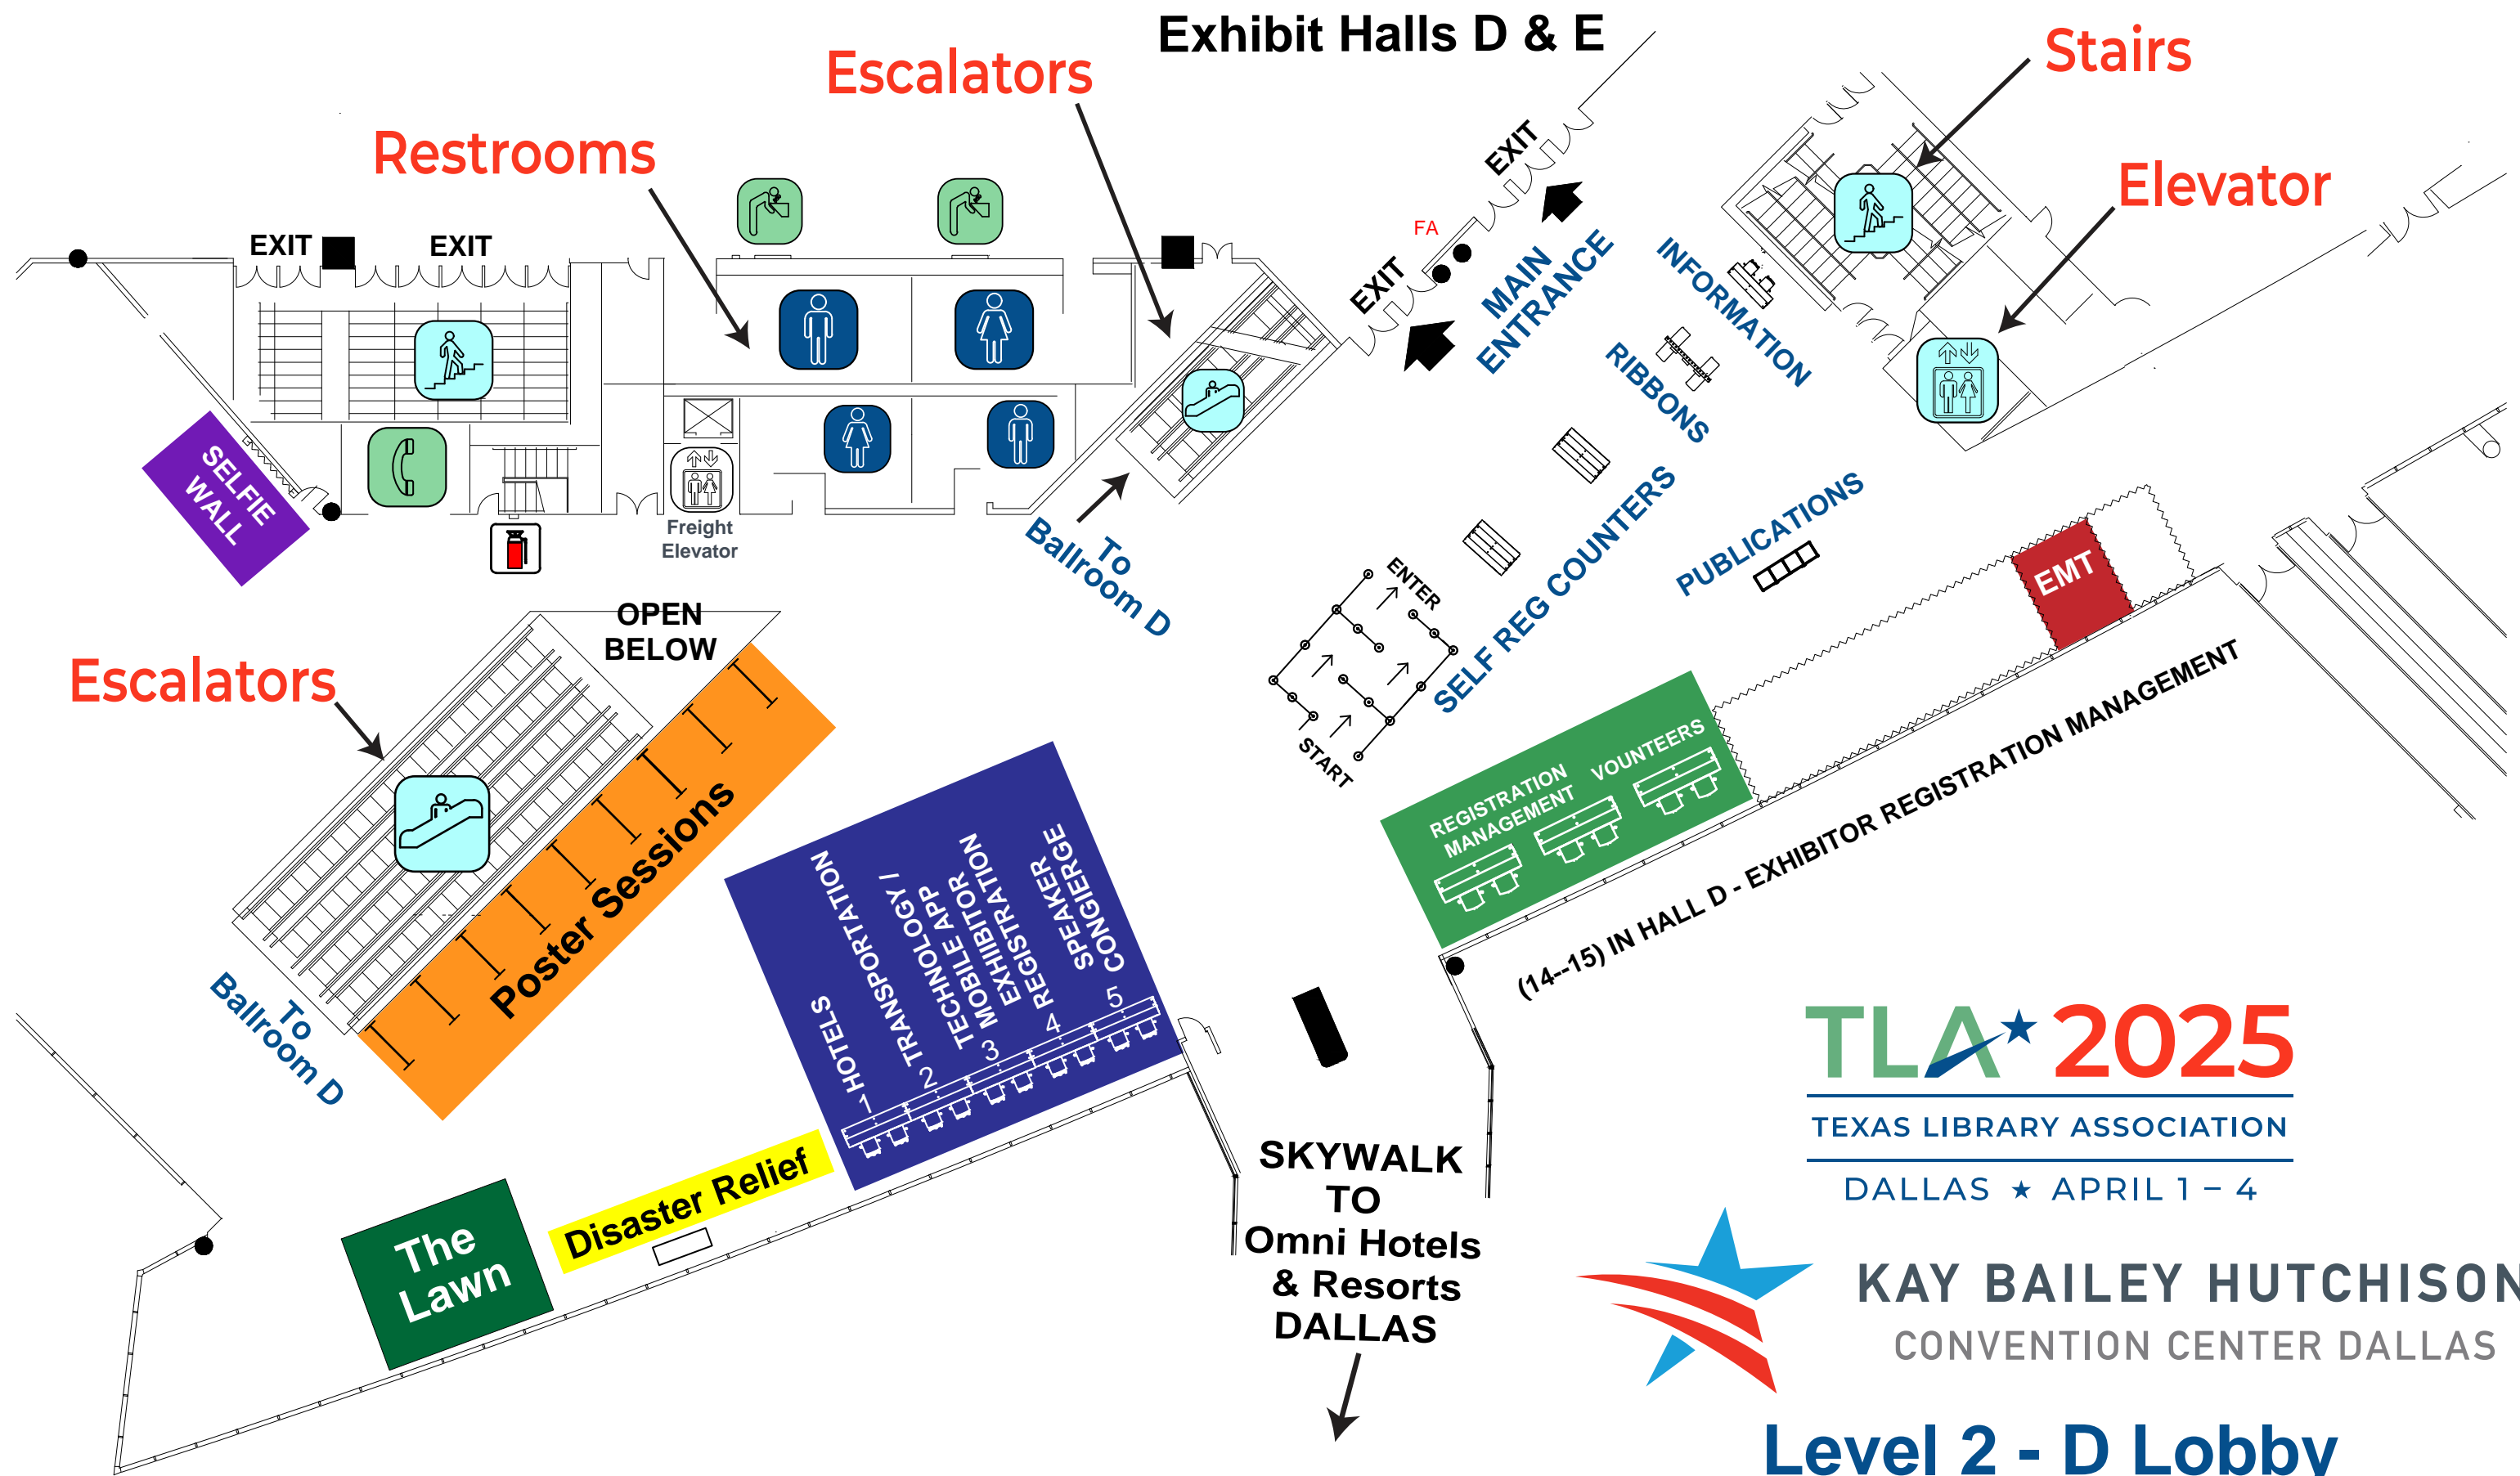 Exhibit Halls D & E
Stairs
Escalators
Restrooms
Elevator
EXIT
EXIT
EXIT
EXIT
FA
MAIN
ENTRANCE
INFORMATION
RIBBONS
SELFIE
WALL
Freight
Elevator
To
Ballroom D
SELF REG COUNTERS
PUBLICATIONS
ENTER
START
EMT
OPEN
BELOW
Escalators
Poster Sessions
To
Ballroom D
REGISTRATION
MANAGEMENT
VOUNTEERS
(14--15) IN HALL D - EXHIBITOR REGISTRATION MANAGEMENT
HOTELS
TRANSPORTATION
TECHNOLOGY /
MOBILE APP
EXHIBITOR
REGISTRATION
SPEAKER
CONGIERGE
1
2
3
4
5
Disaster Relief
The
Lawn
SKYWALK
TO
Omni Hotels
& Resorts
DALLAS
TLA 2025
TEXAS LIBRARY ASSOCIATION
DALLAS ★ APRIL 1 – 4
KAY BAILEY HUTCHISON
CONVENTION CENTER DALLAS
Level 2 - D Lobby